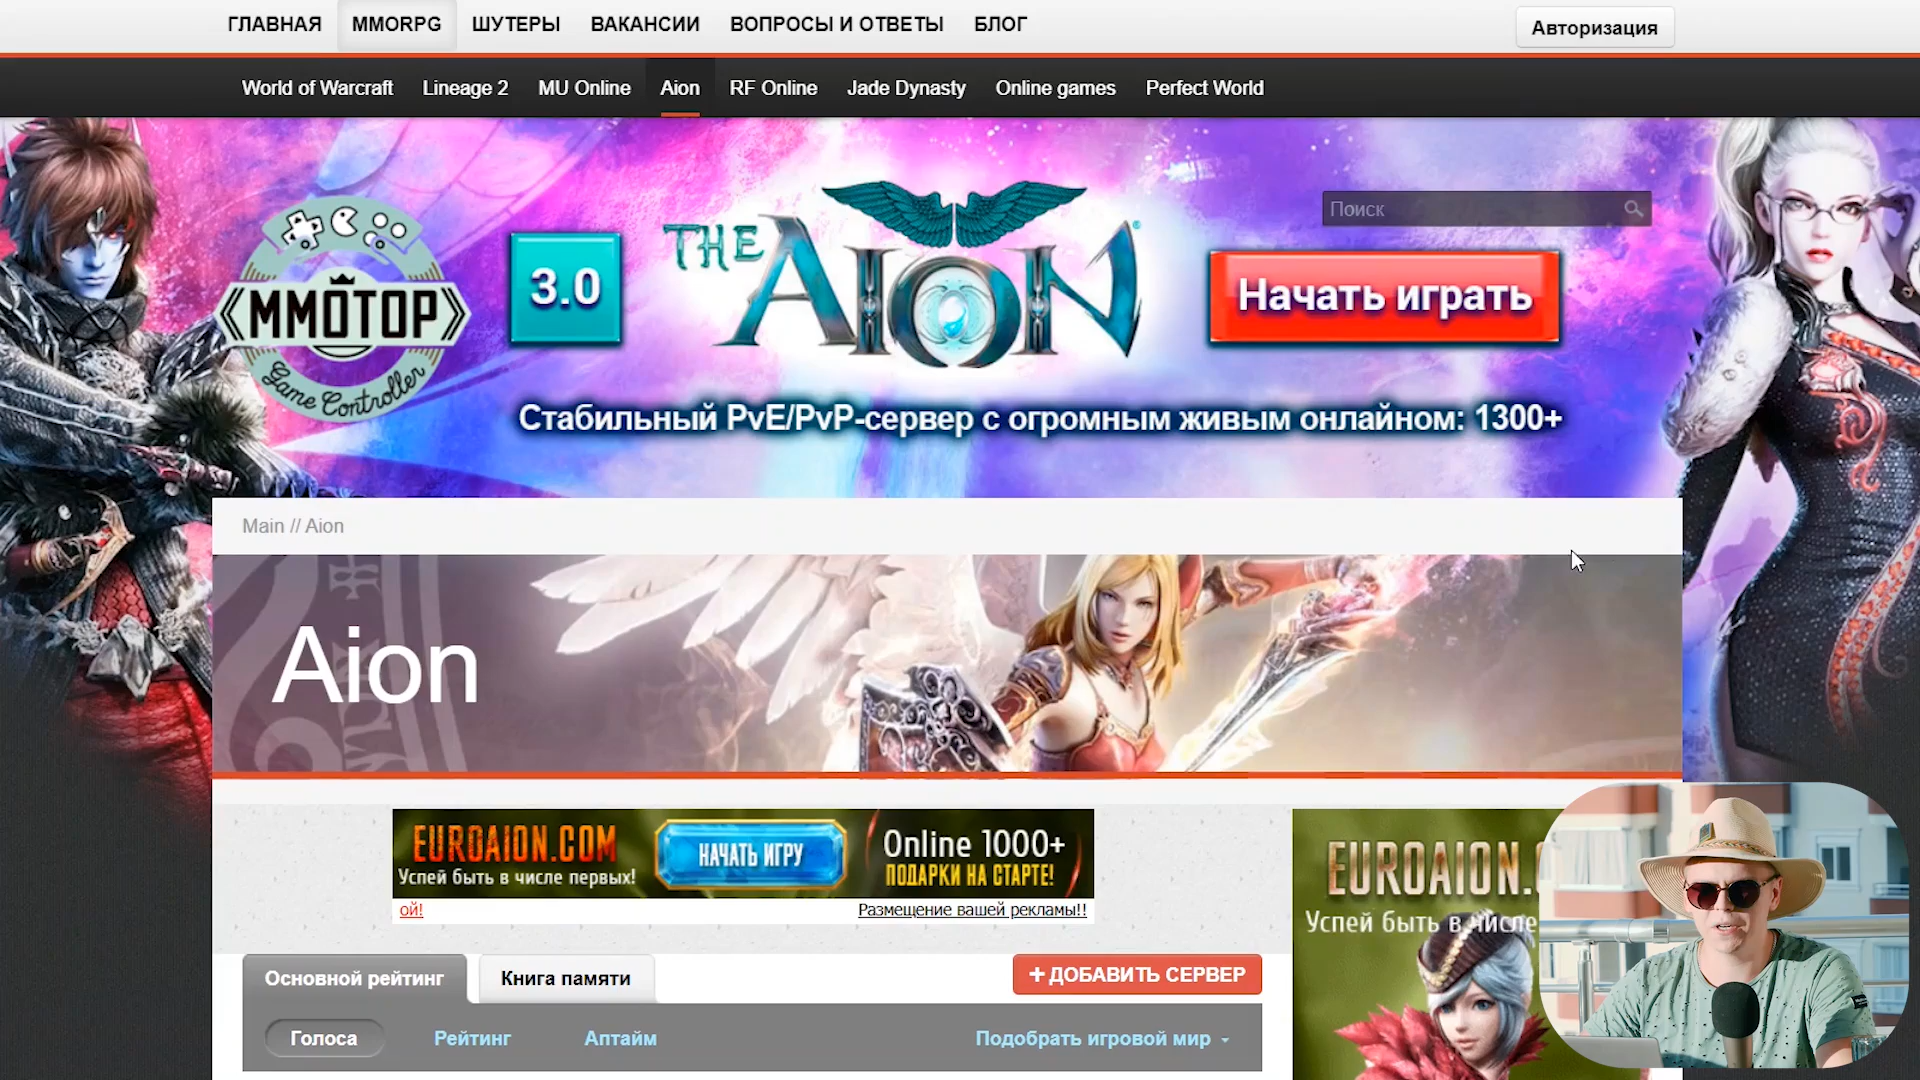 ГЛАВНАЯ MMORPG ШУТЕРЫ ВАКАНСИИ ВОПРОСЫ И ОТВЕТЫ БЛОГ Авторизация
World of Warcraft Lineage 2 MU Online Aion RF Online Jade Dysnasty Online games Perfect World
Поиск
ММОТОР
Game Controller
3.0
THE AION
Начать играть
Стабильный PvE/PvP-сервер с огромным живым онлайном: 1300+
Main // Aion
Aion
EUROAION.COM
Успей быть в числе первых!
НАЧАТЬ ИГРУ
Online 1000+
ПОДАРКИ НА СТАРТЕ!
ой! Размещение вашей рекламы!!
EUROAION.
Успей быть в числе
Основной рейтинг Книга памяти +ДОБАВИТЬ СЕРВЕР
Голоса Рейтинг Аптайм Подобрать игровой мир